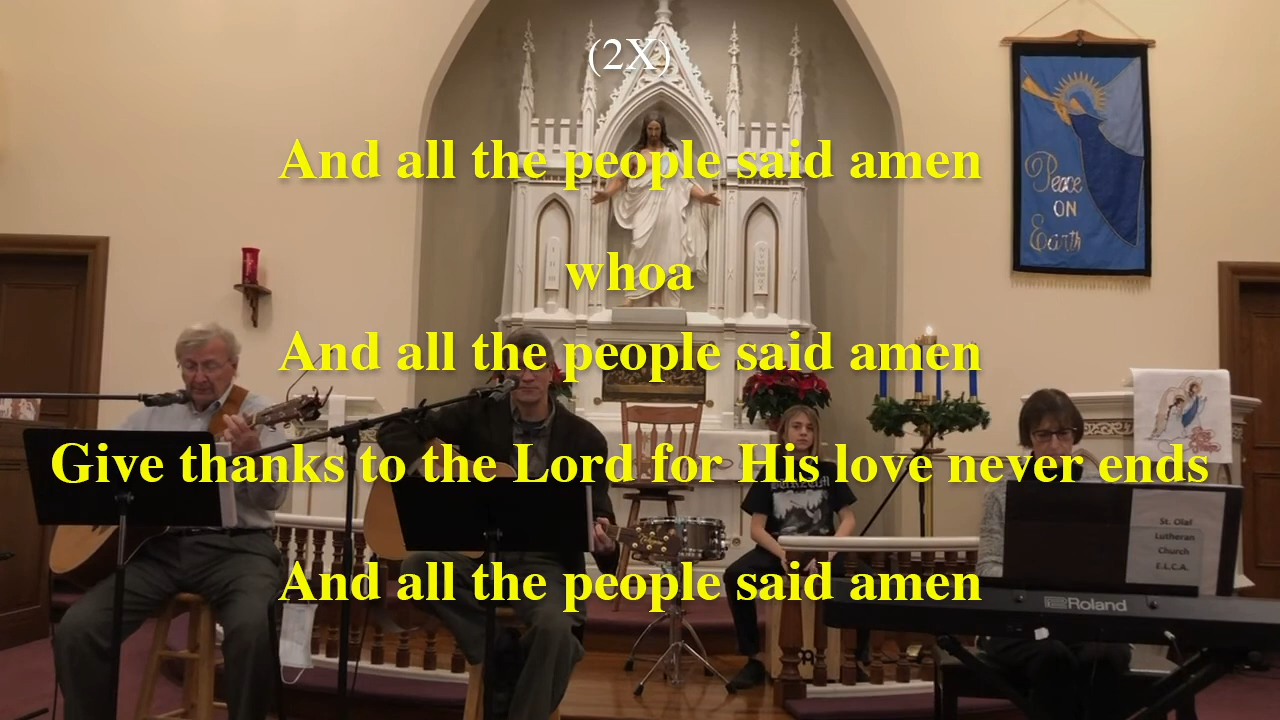 (2X)
And all the people said amen
whoa
And all the people said amen
Give thanks to the Lord for His love never ends
And all the people said amen
Peace
ON
Earth
BURZUM
St. Olaf
Lutheran
Church
E.L.C.A.
Roland